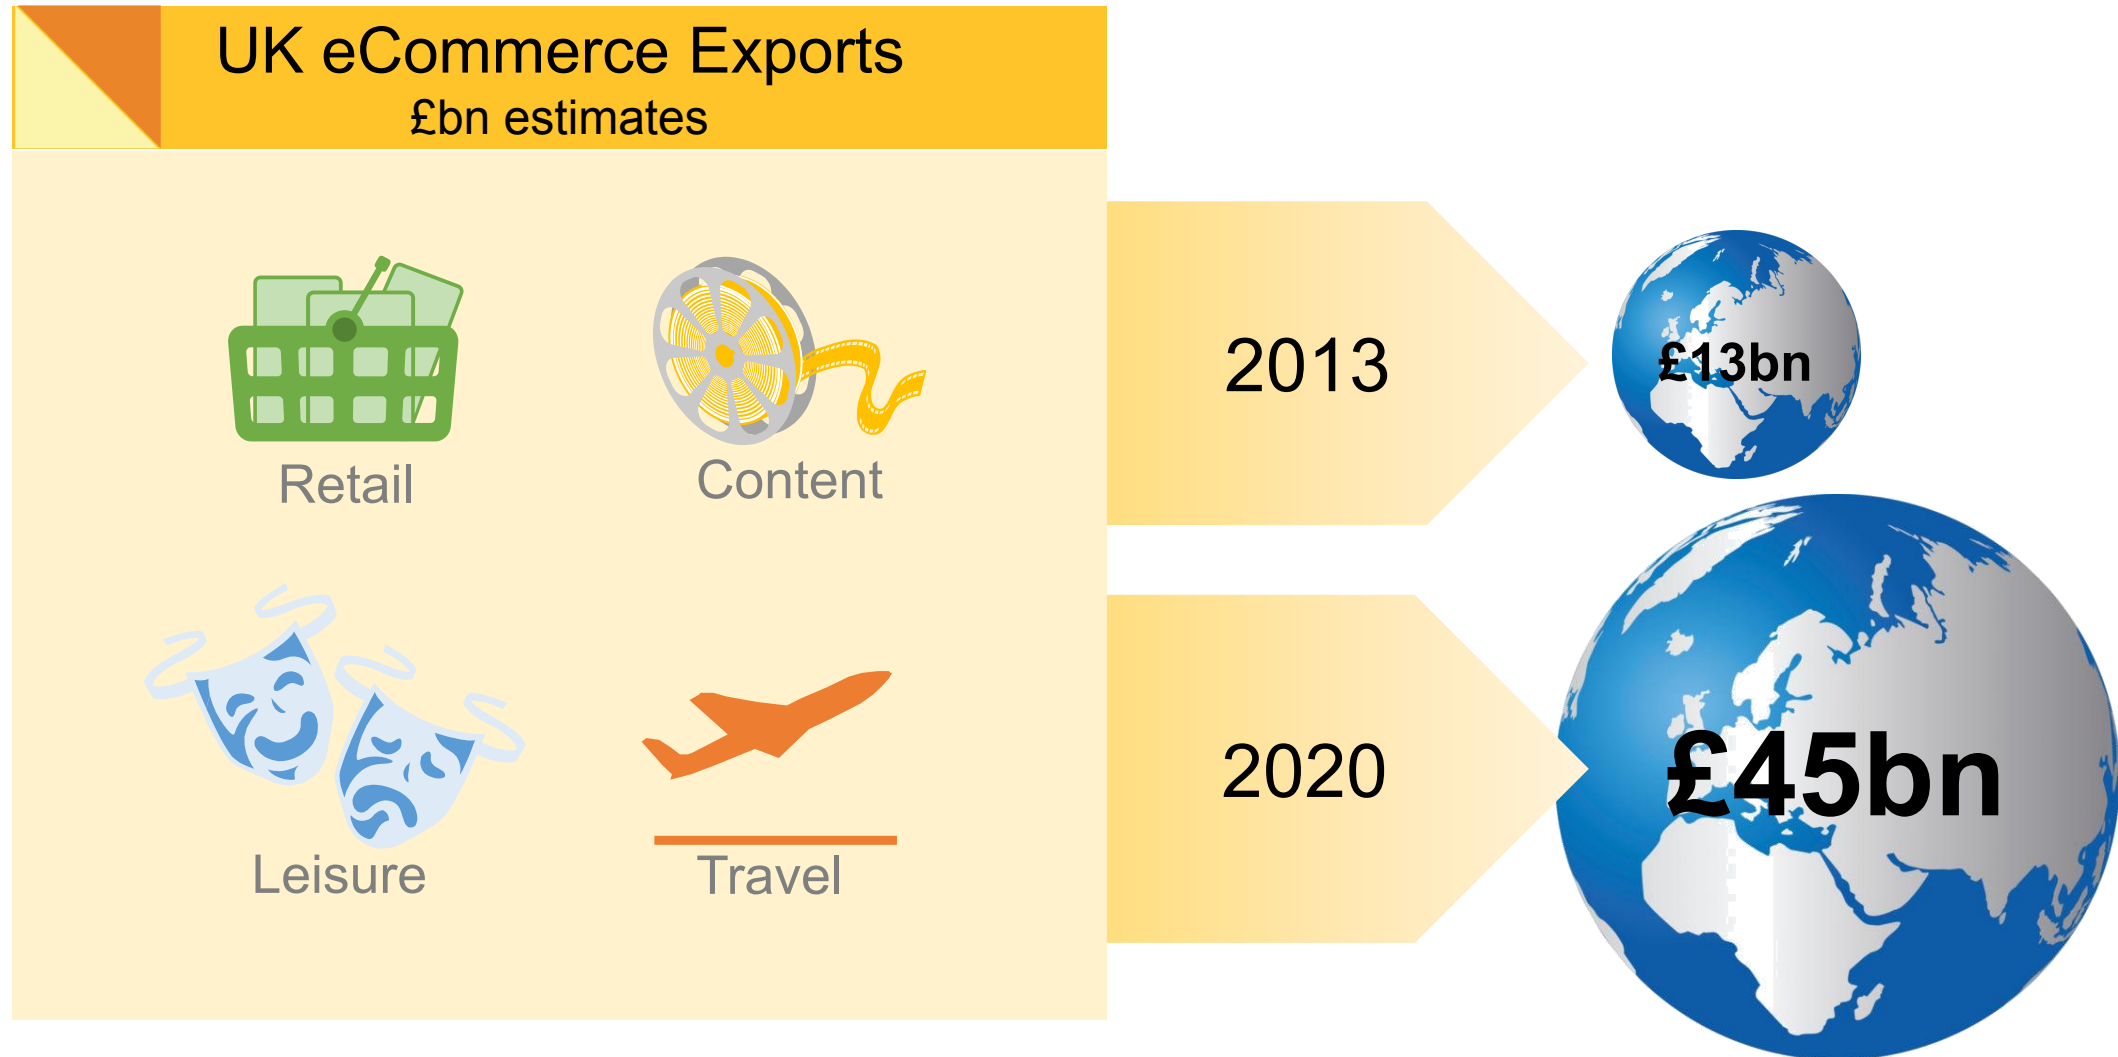 UK eCommerce Exports
£bn estimates
Retail
Content
Leisure
Travel
2013
£13bn
2020
£45bn